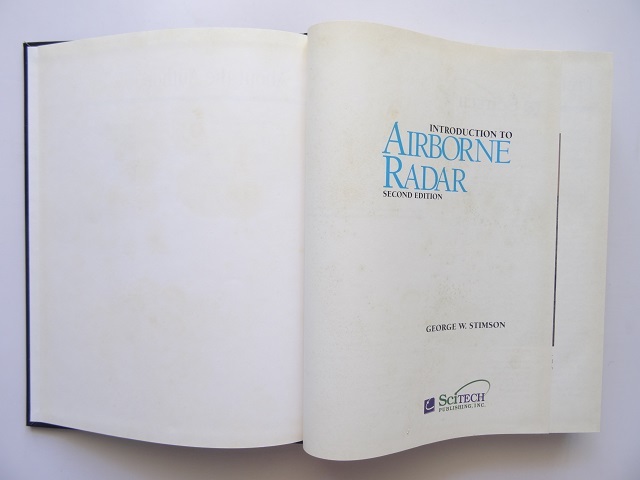 INTRODUCTION TO
AIRBORNE
RADAR
SECOND EDITION
GEORGE W. STIMSON
SCITECH
PUBLISHING, INC.